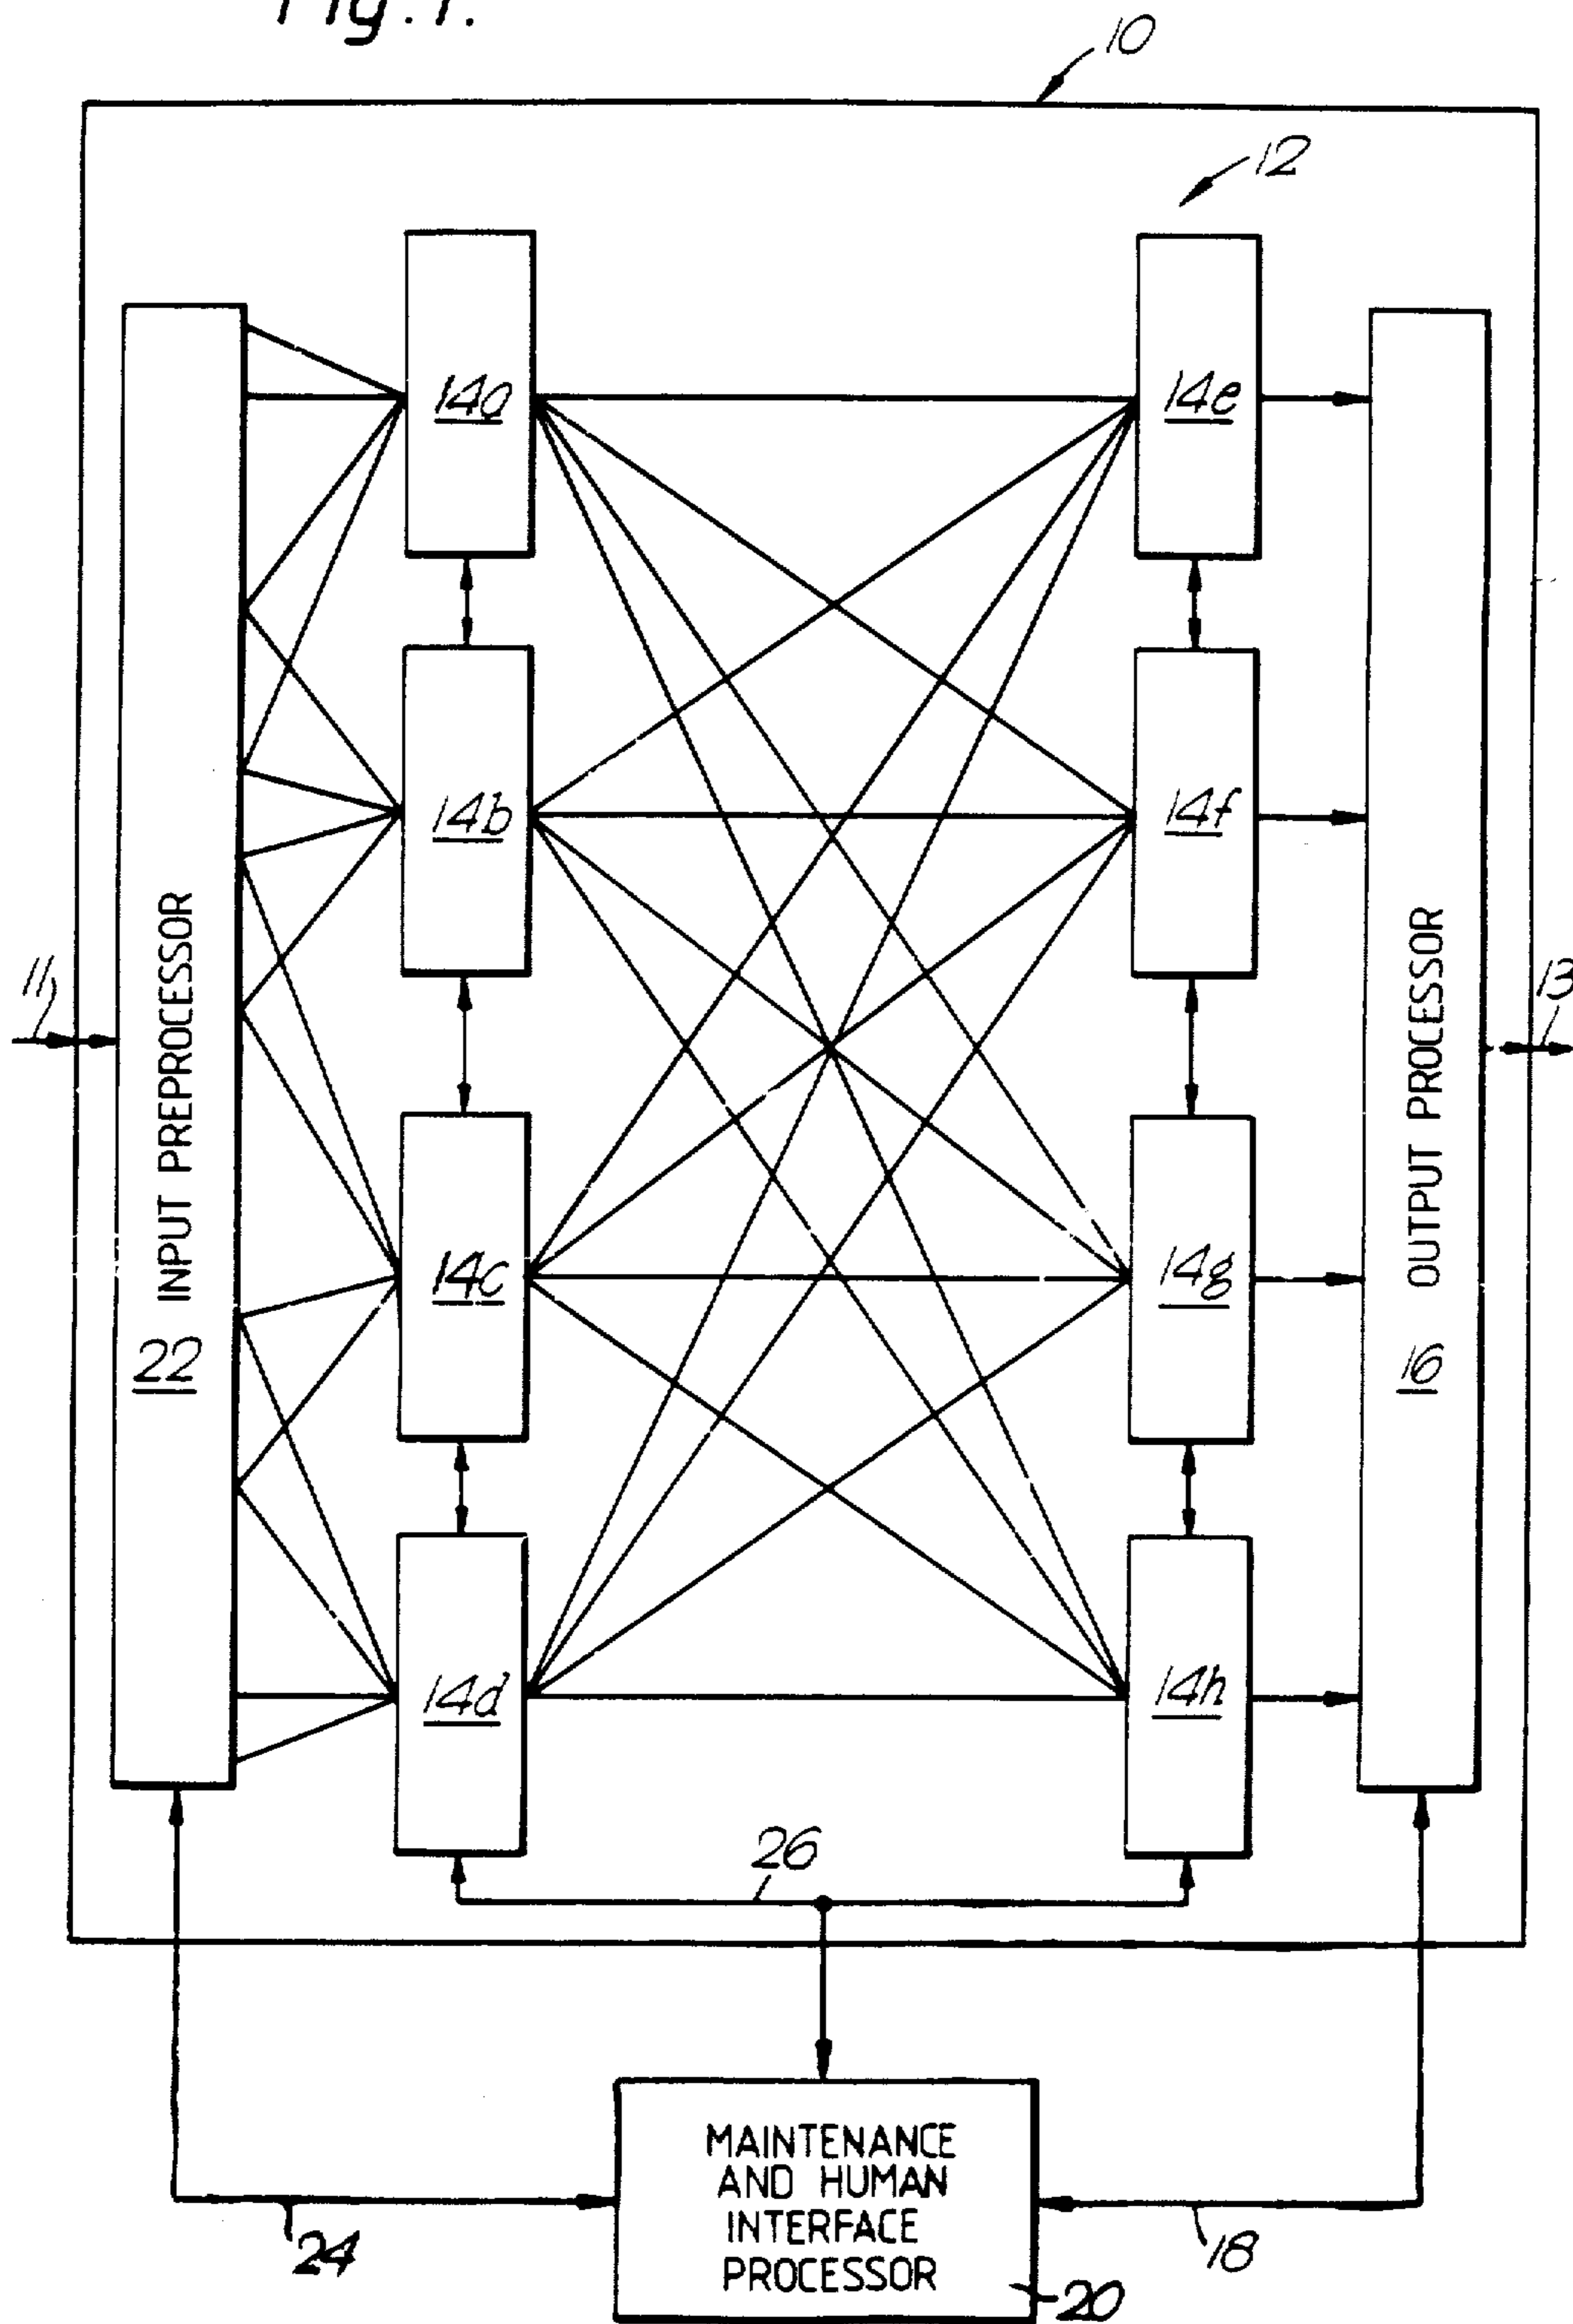 Fig.1.
10
12
14a
14e
14b
14f
11
INPUT PREPROCESSOR
22
13
OUTPUT PROCESSOR
16
14c
14g
14d
14h
26
MAINTENANCE
AND HUMAN
INTERFACE
PROCESSOR
24
18
20